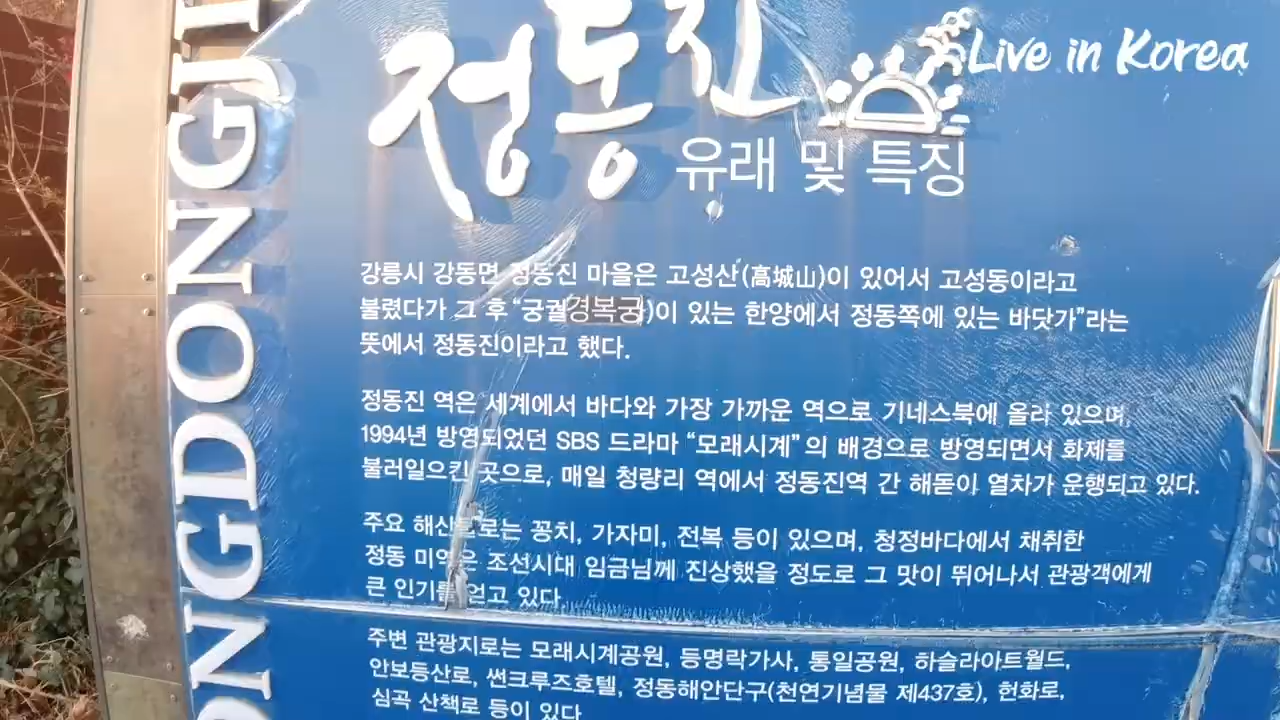 Live in Korea
정동진
유래 및 특징
DONGDONGJI
강릉시 강동면 정동진 마을은 고성산(高城山)이 있어서 고성동이라고
불렸다가 그 후 “궁궐경복궁)이 있는 한양에서 정동쪽에 있는 바닷가”라는
뜻에서 정동진이라고 했다.
정동진 역은 세계에서 바다와 가장 가까운 역으로 기네스북에 올라 있으며,
1994년 방영되었던 SBS 드라마 “모래시계” 의 배경으로 방영되면서 화제를
불러일으킨 곳으로, 매일 청량리 역에서 정동진역 간 해돋이 열차가 운행되고 있다.
주요 해산물로는 꽁치, 가자미, 전복 등이 있으며, 청정바다에서 채취한
정동 미역은 조선시대 임금님께 진상했을 정도로 그 맛이 뛰어나서 관광객에게
큰 인기를 얻고 있다
주변 관광지로는 모래시계공원, 등명락가사, 통일공원, 하슬라아트월드,
안보등산로, 썬크루즈호텔, 정동해안단구(천연기념물 제437호), 헌화로,
심곡 산책로 등이 있다